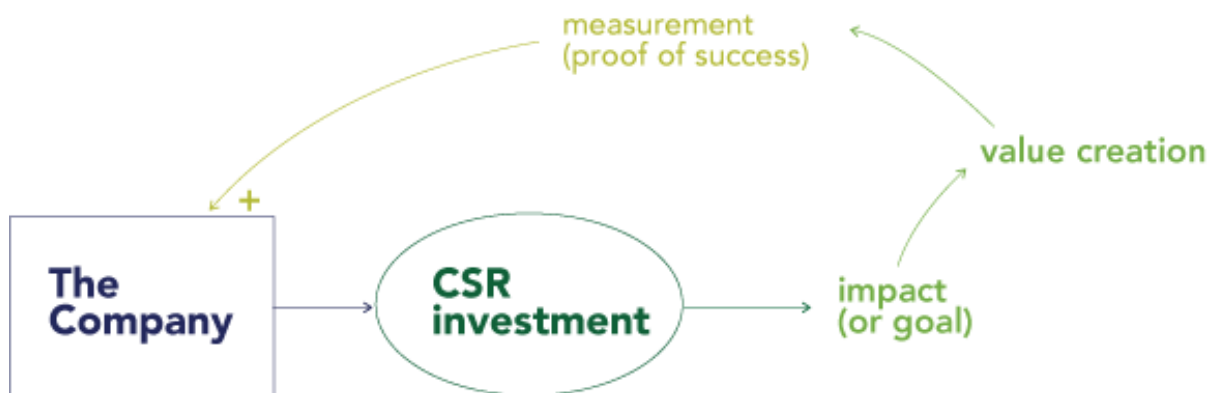 measurement
(proof of success)
value creation
+
The
Company
CSR
investment
impact
(or goal)